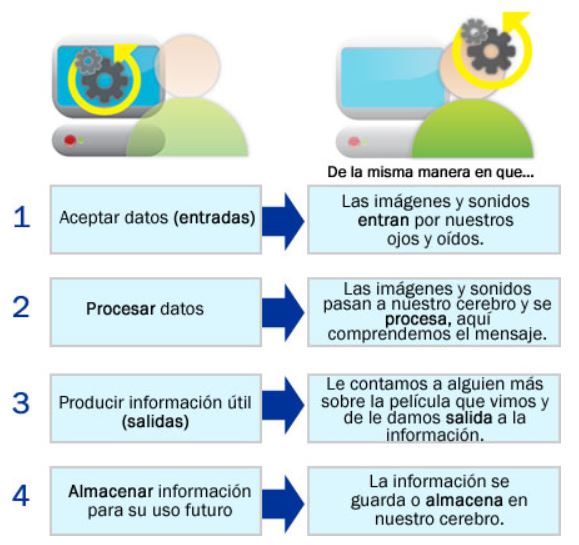 De la misma manera en que...
1
Aceptar datos (entradas)
Las imágenes y sonidos
entran por nuestros
ojos y oídos.
2
Procesar datos
Las imágenes y sonidos
pasan a nuestro cerebro y se
procesa, aquí
comprendemos el mensaje.
3
Producir información útil
(salidas)
Le contamos a alguien más
sobre la película que vimos y
de le damos salida a la
información.
4
Almacenar información
para su uso futuro
La información se
guarda o almacena en
nuestro cerebro.